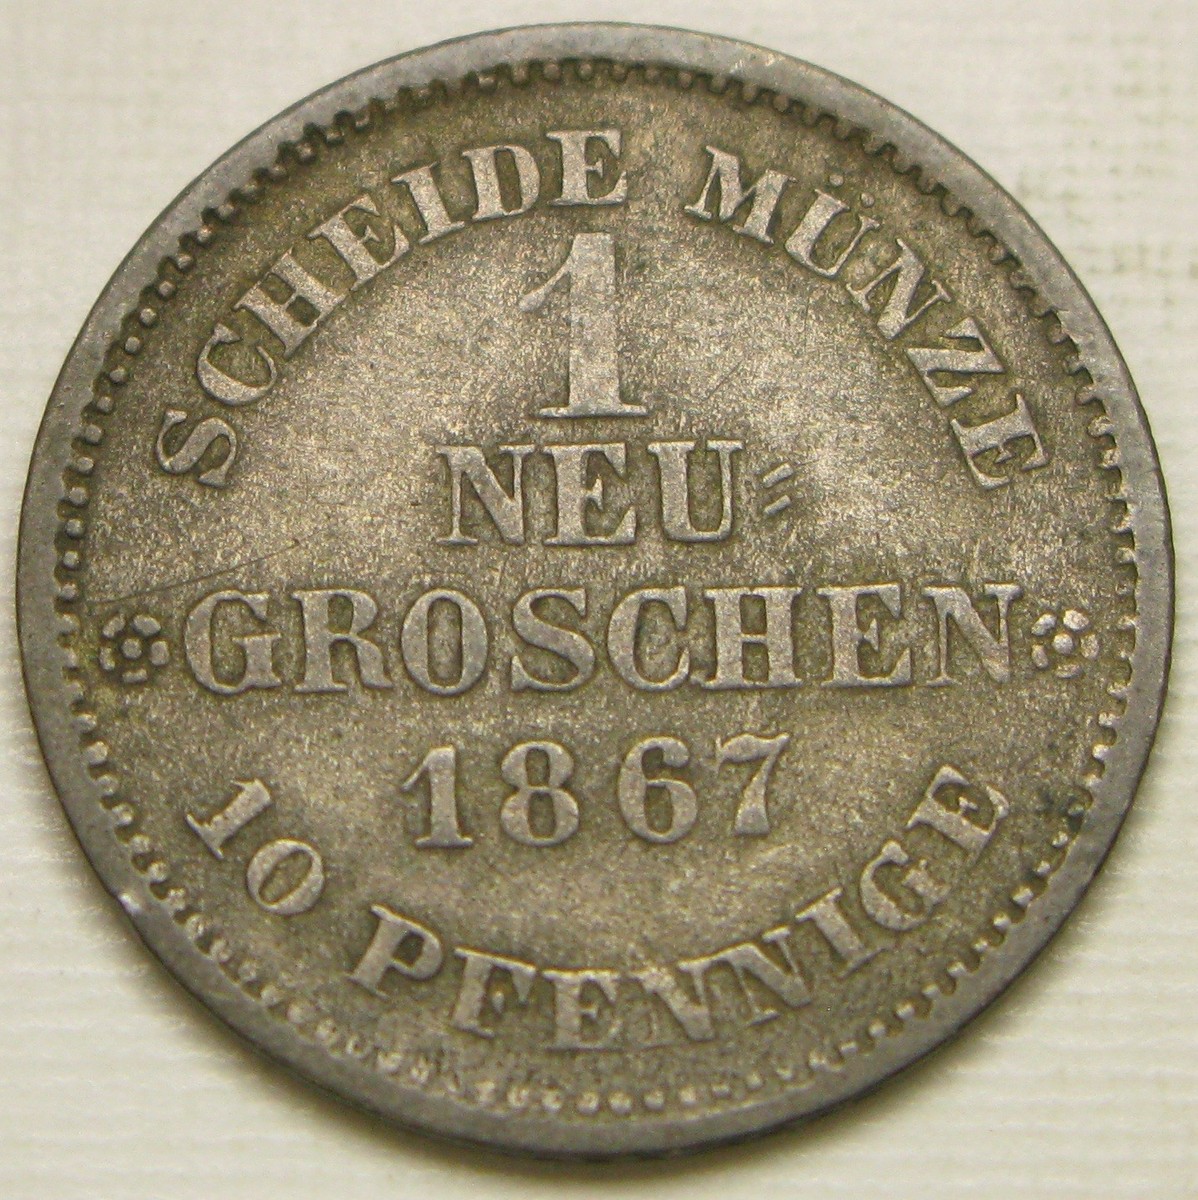 SCHEIDE MÜNZE
1
NEU=
GROSCHEN
1867
10 PFENNIGE